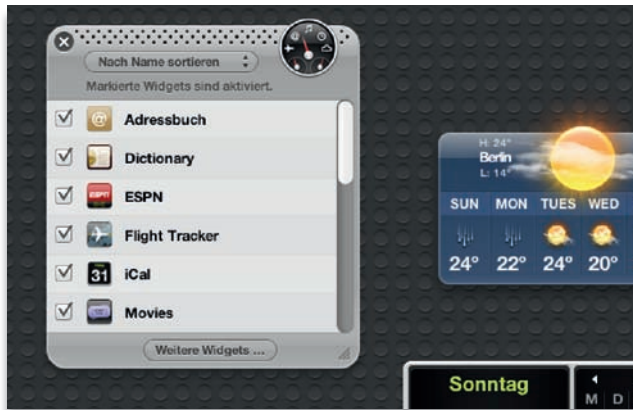 Nach Name sortieren
Markierte Widgets sind aktiviert.
@ Adressbuch
Dictionary
ESPN ESPN
Flight Tracker
31 iCal
Movies
Weitere Widgets ...
H: 24°
Berlin
L: 14°
SUN MON TUES WED
24° 22° 24° 20°
Sonntag
M D